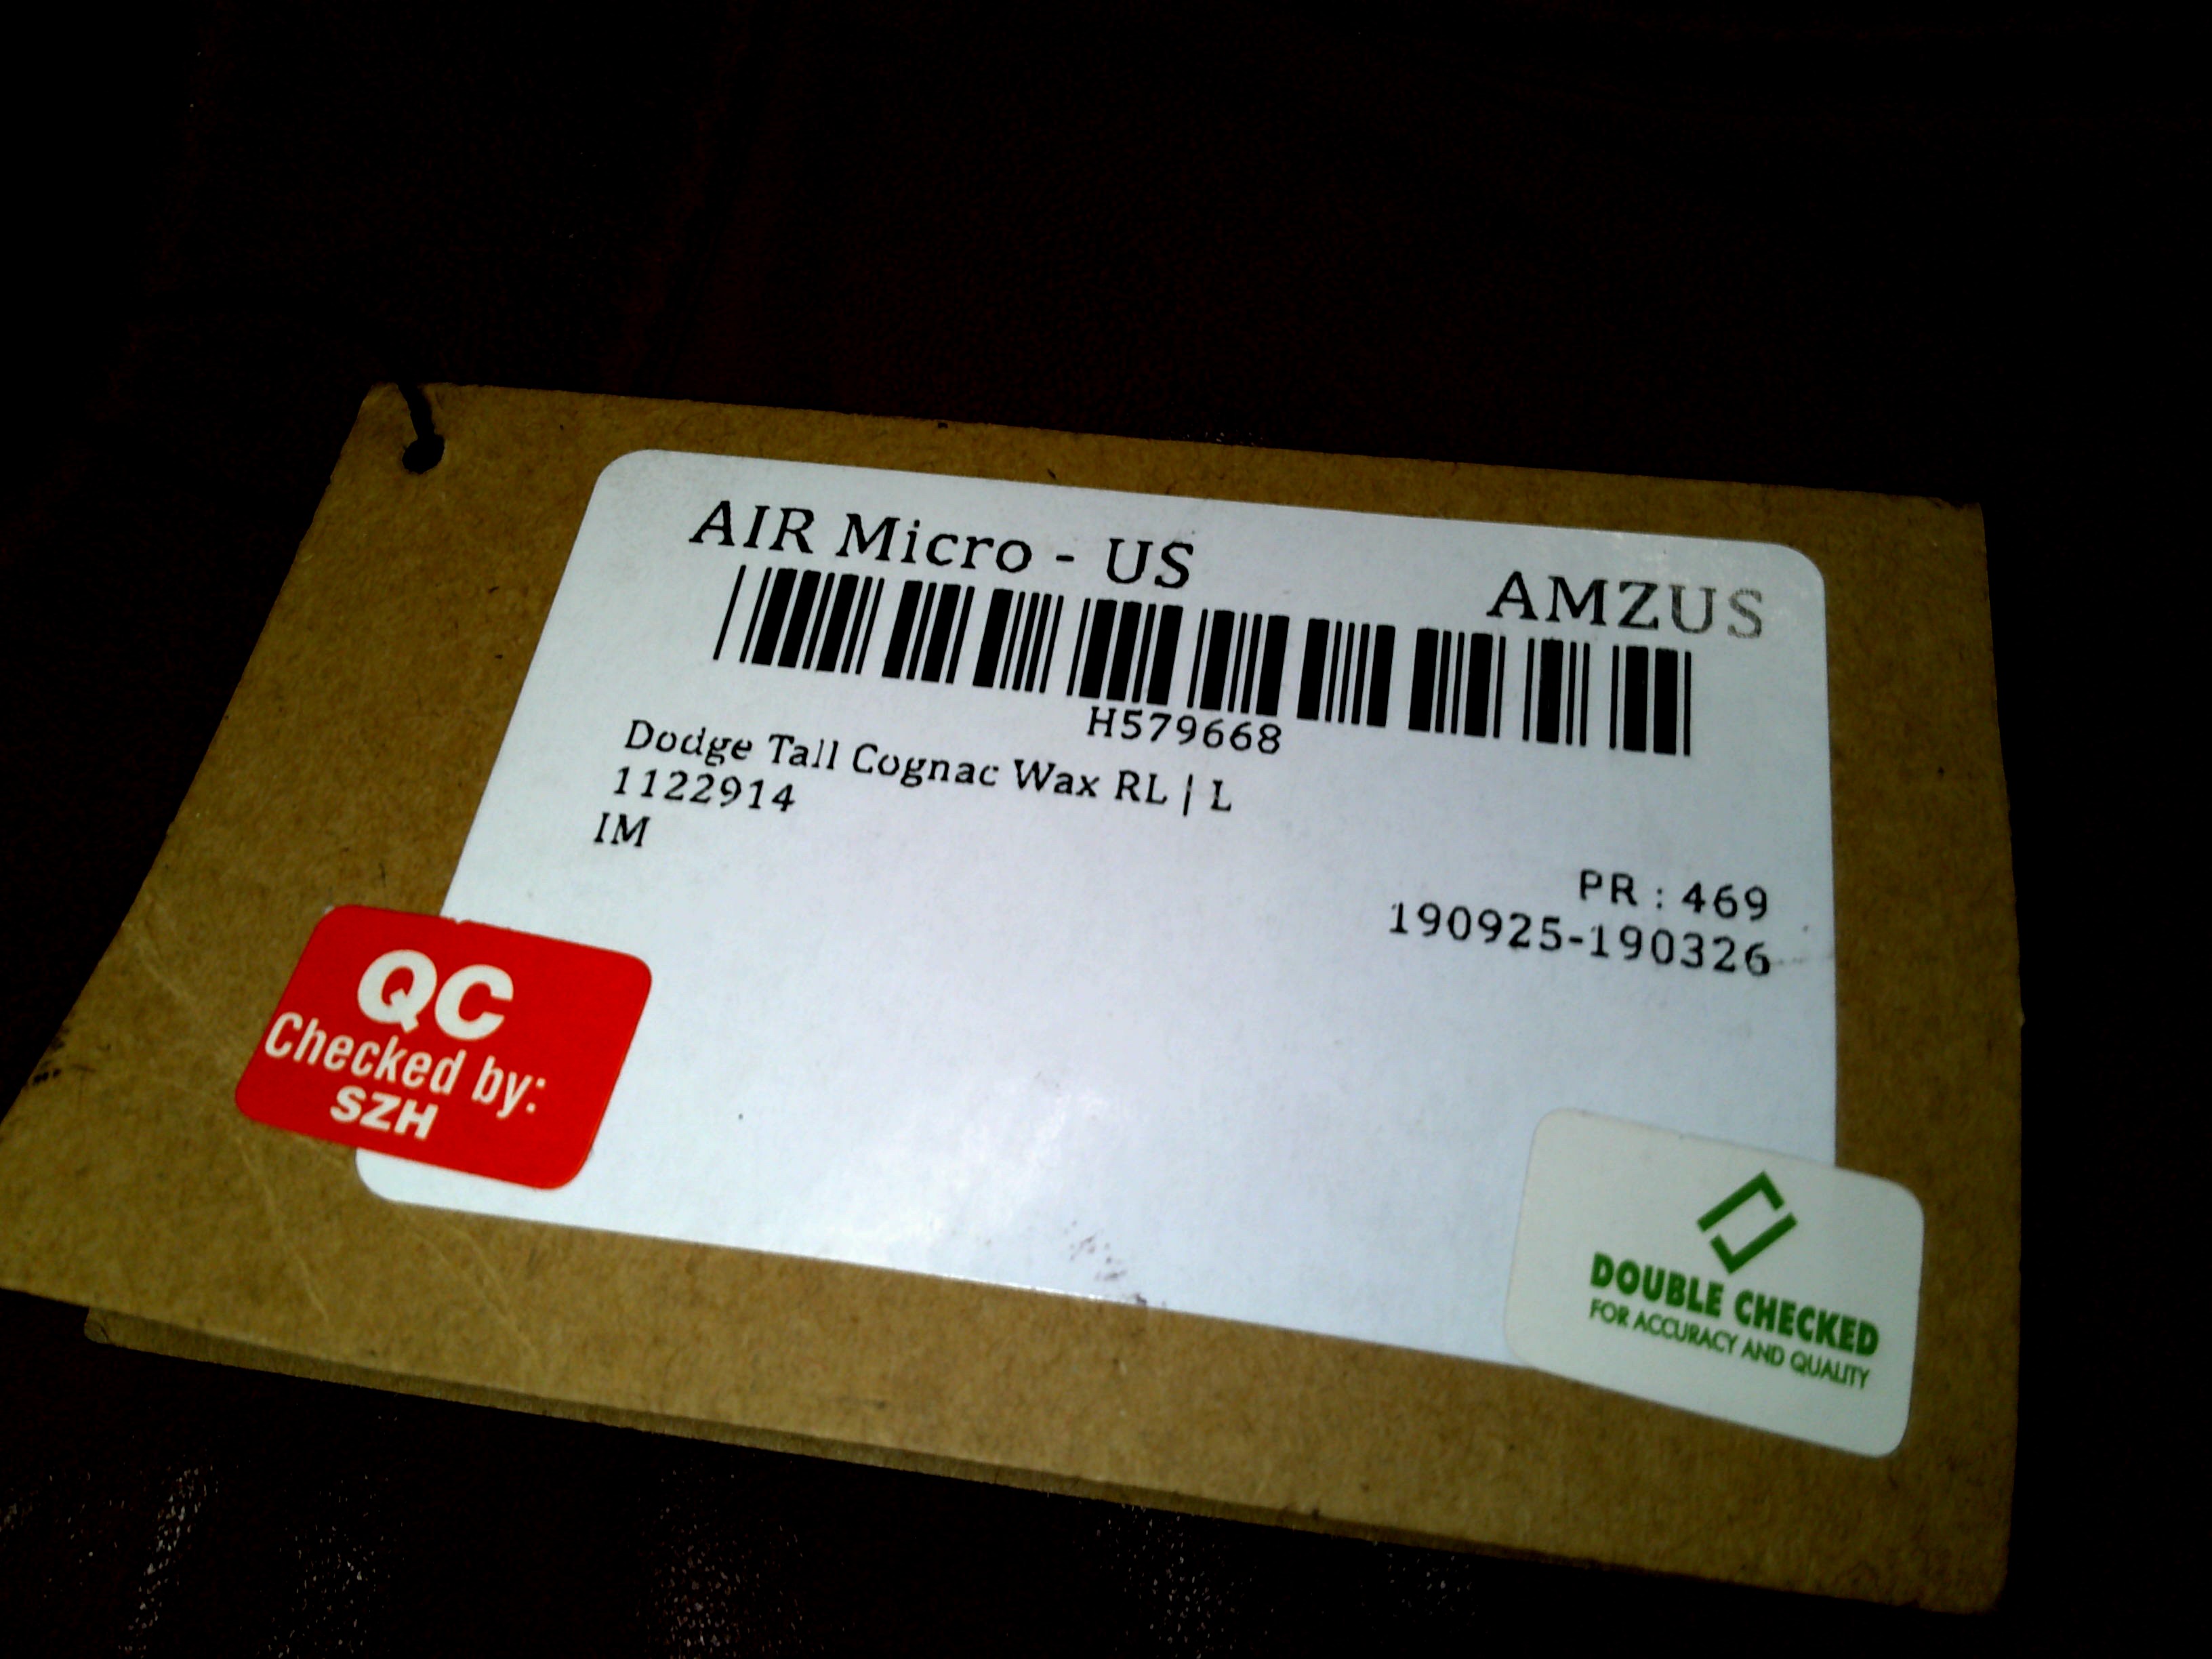 AIR Micro - US
AMZUS
H579668
Dodge Tall Cognac Wax RL | L
1122914
IM
PR : 469
190925-190326
QC
Checked by:
SZH
DOUBLE CHECKED
FOR ACCURACY AND QUALITY